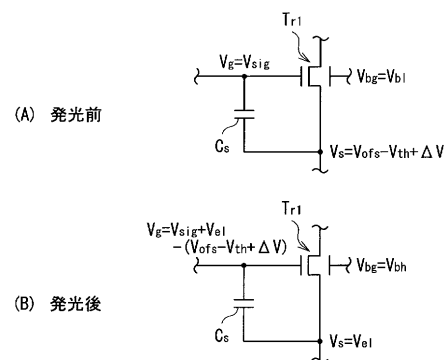 Tr1
Vg=Vsig
Vbg=Vbl
(A) 発光前
Cs
Vs=Vofs-Vth+ΔV
Tr1
Vg=Vsig+Vel
-(Vofs-Vth+ΔV)
Vbg=Vbh
(B) 発光後
Cs
Vs=Vel